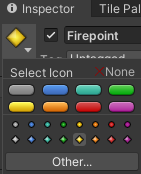 Inspector Tile Pal
Firepoint
Tag Untagged
Select Icon ×None
Other...